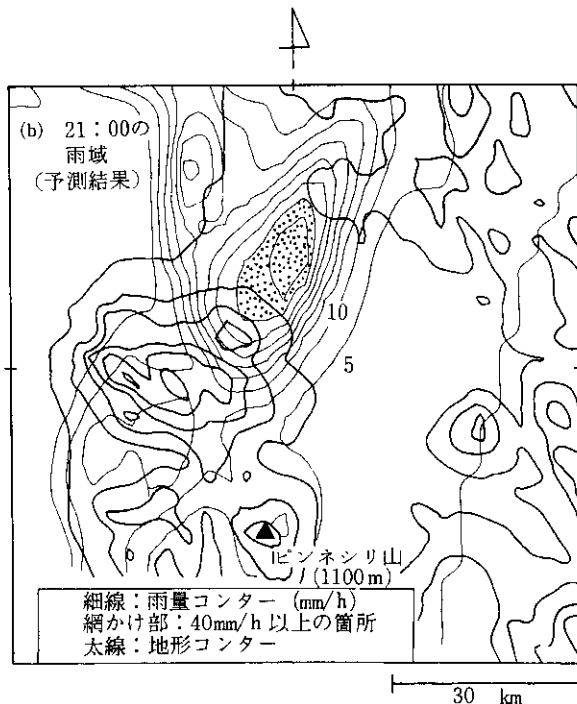 (b) 21:00の
雨域
(予測結果)
10
5
ピンネシリ山
(1100m)
細線:雨量コンター (mm/h)
網かけ部:40mm/h 以上の箇所
太線:地形コンター
30 km